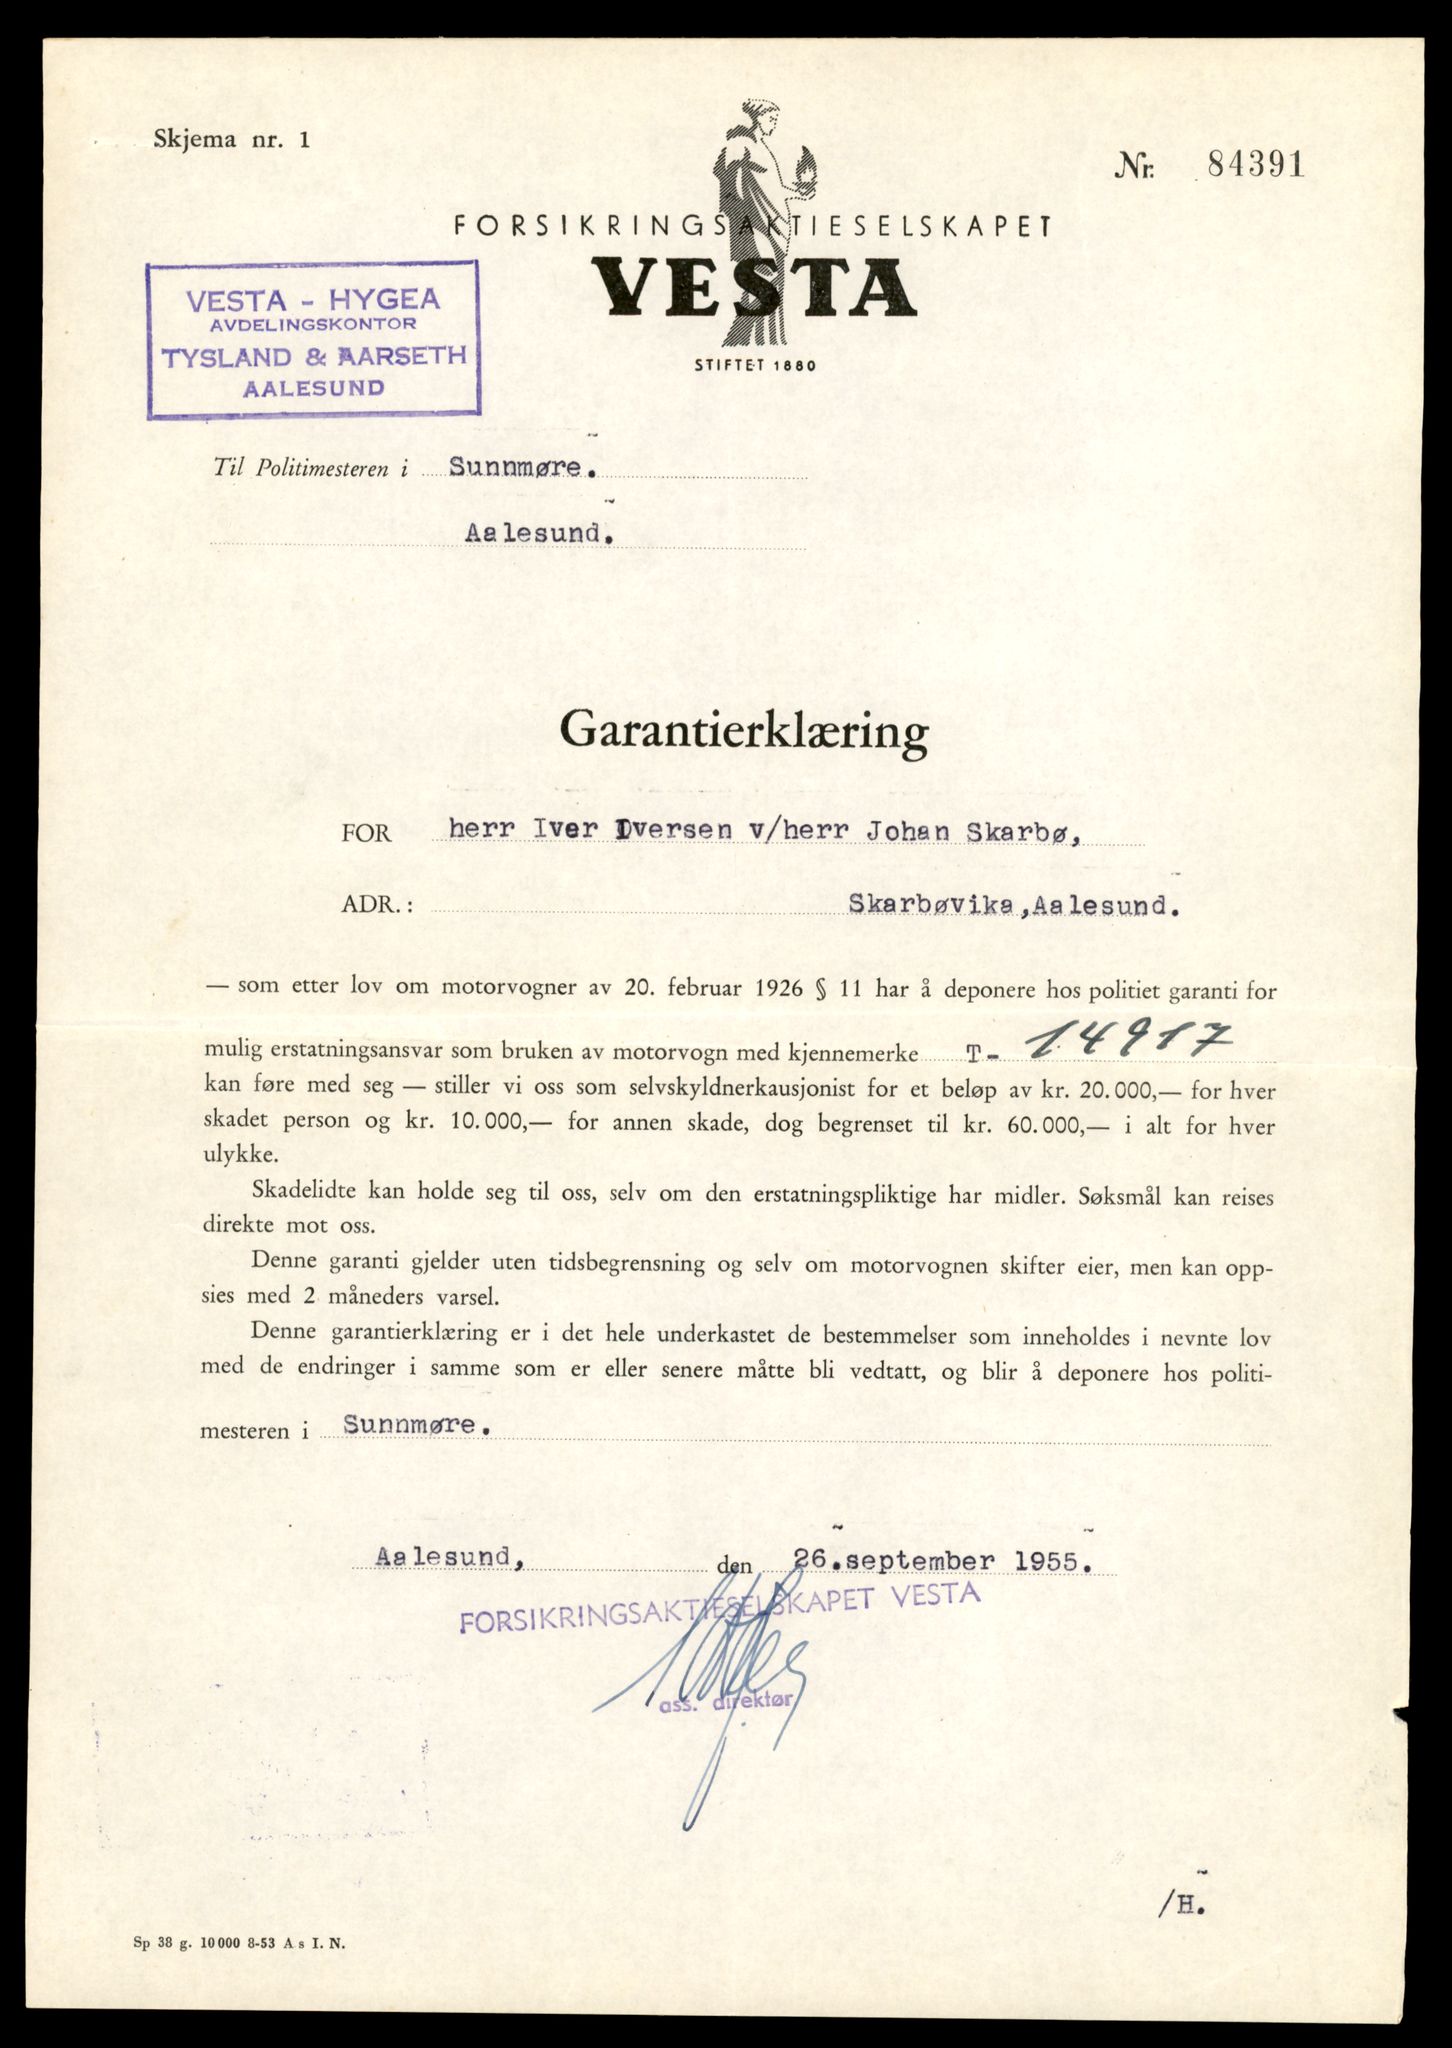 Skjema nr. 1
Nr. 84391
FORSIKRINGSAKTIESELSKAPET
VESTA
STIFTET 1880
VESTA - HYGEA
AVDELINGSKONTOR
TYSLAND & AARSETH
AALESUND
Til Politimesteren i Sunnmøre.
Aalesund.
Garantierklæring
FOR herr Iver Iversen v/herr Johan Skarbø,
ADR.: Skarbøvika,Aalesund.
— som etter lov om motorvogner av 20. februar 1926 § 11 har å deponere hos politiet garanti for
mulig erstatningsansvar som bruken av motorvogn med kjennemerke T- 14917
kan føre med seg — stiller vi oss som selvskyldnerkausjonist for et beløp av kr. 20.000,— for hver
skadet person og kr. 10.000,— for annen skade, dog begrenset til kr. 60.000,— i alt for hver
ulykke.
Skadelidte kan holde seg til oss, selv om den erstatningspliktige har midler. Søksmål kan reises
direkte mot oss.
Denne garanti gjelder uten tidsbegrensning og selv om motorvognen skifter eier, men kan opp-
sies med 2 måneders varsel.
Denne garantierklæring er i det hele underkastet de bestemmelser som inneholdes i nevnte lov
med de endringer i samme som er eller senere måtte bli vedtatt, og blir å deponere hos politi-
mesteren i Sunnmøre.
Aalesund, den 26.september 1955.
FORSIKRINGSAKTIESELSKAPET VESTA
ass. direktør
/H.
Sp 38 g. 10000 8-53 A s I. N.